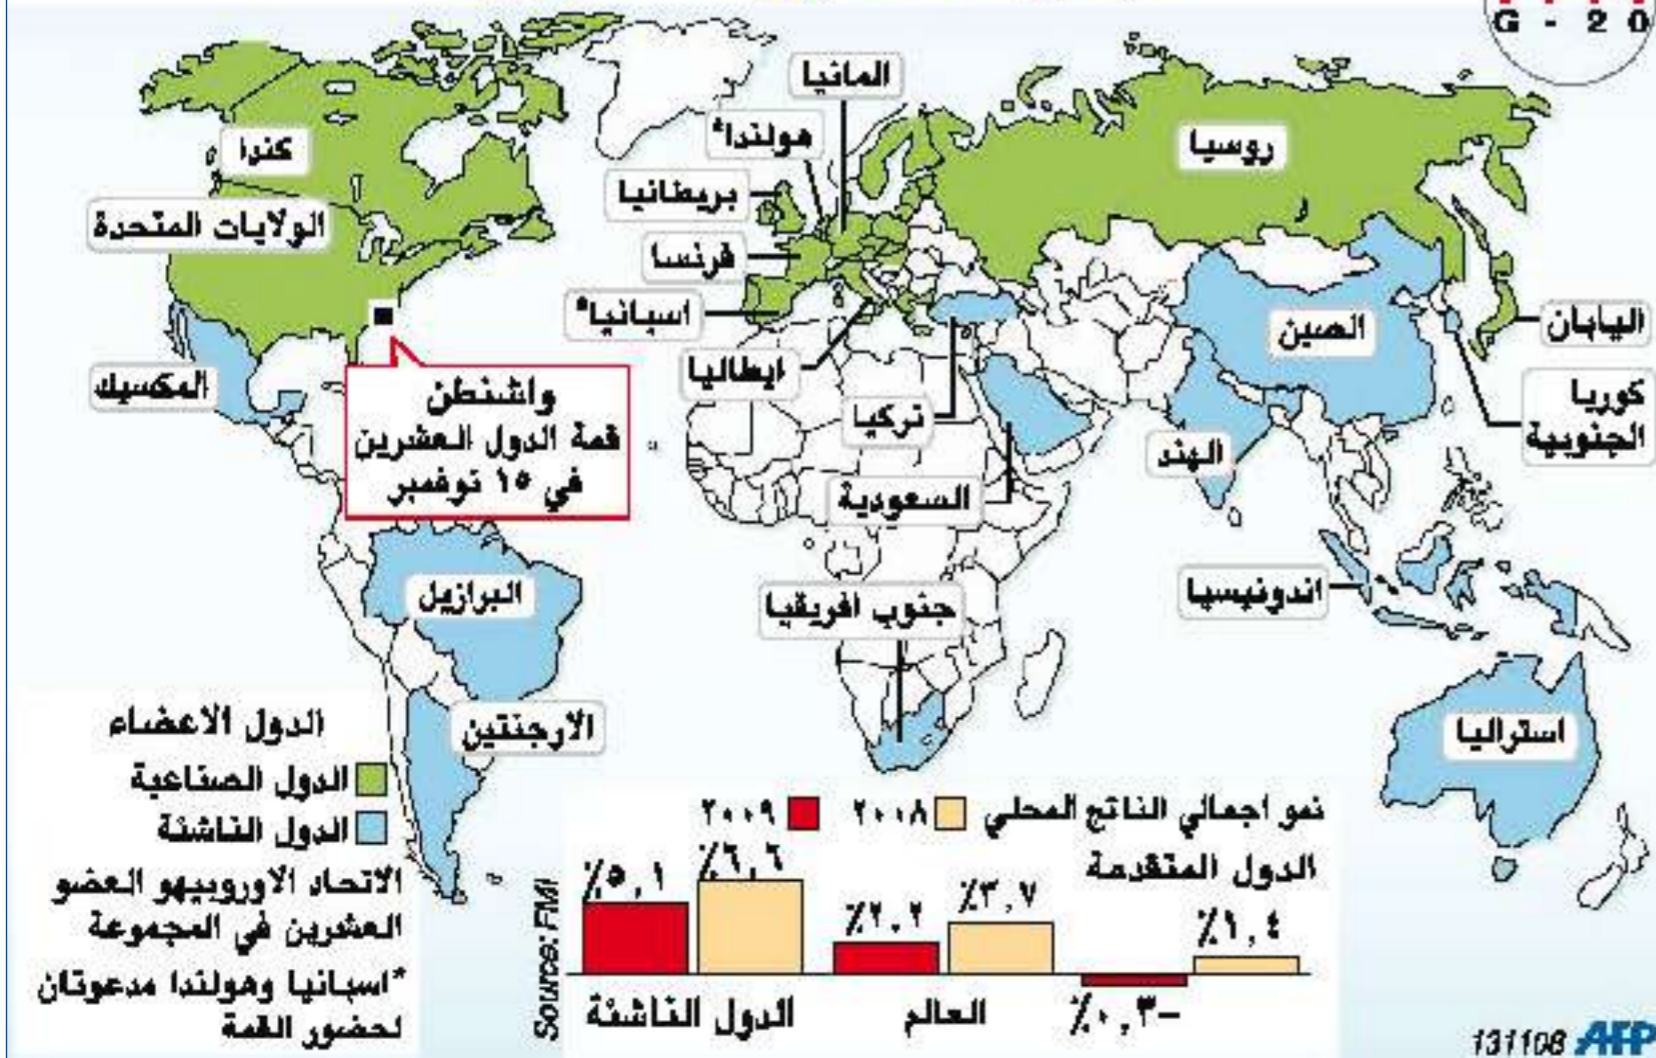 G - 20
المانيا
هولندا*
كندا
روسيا
بريطانيا
الولايات المتحدة
فرنسا
اسبانيا*
اليابان
الصين
ايطاليا
المكسيك
كوريا
الجنوبية
تركيا
واشنطن
قمة الدول العشرين
في ١٥ نوفمبر
الهند
السعودية
اندونيسيا
البرازيل
جنوب افريقيا
الارجنتين
استراليا
الدول الاعضاء
الدول الصناعية
الدول الناشئة
الاتحاد الاوروبيهو العضو
العشرين في المجموعة
*اسبانيا وهولندا مدعوتان
لحضور القمة
نمو اجمالي الناتج المحلي ٢٠٠٨ ٢٠٠٩
الدول المتقدمة
٪١,٤
٪٣,٧
٪٢,٢
٪٦,٦
٪٥,١
٪٠,٣-
العالم
الدول الناشئة
Source: FMI
131108 AFP